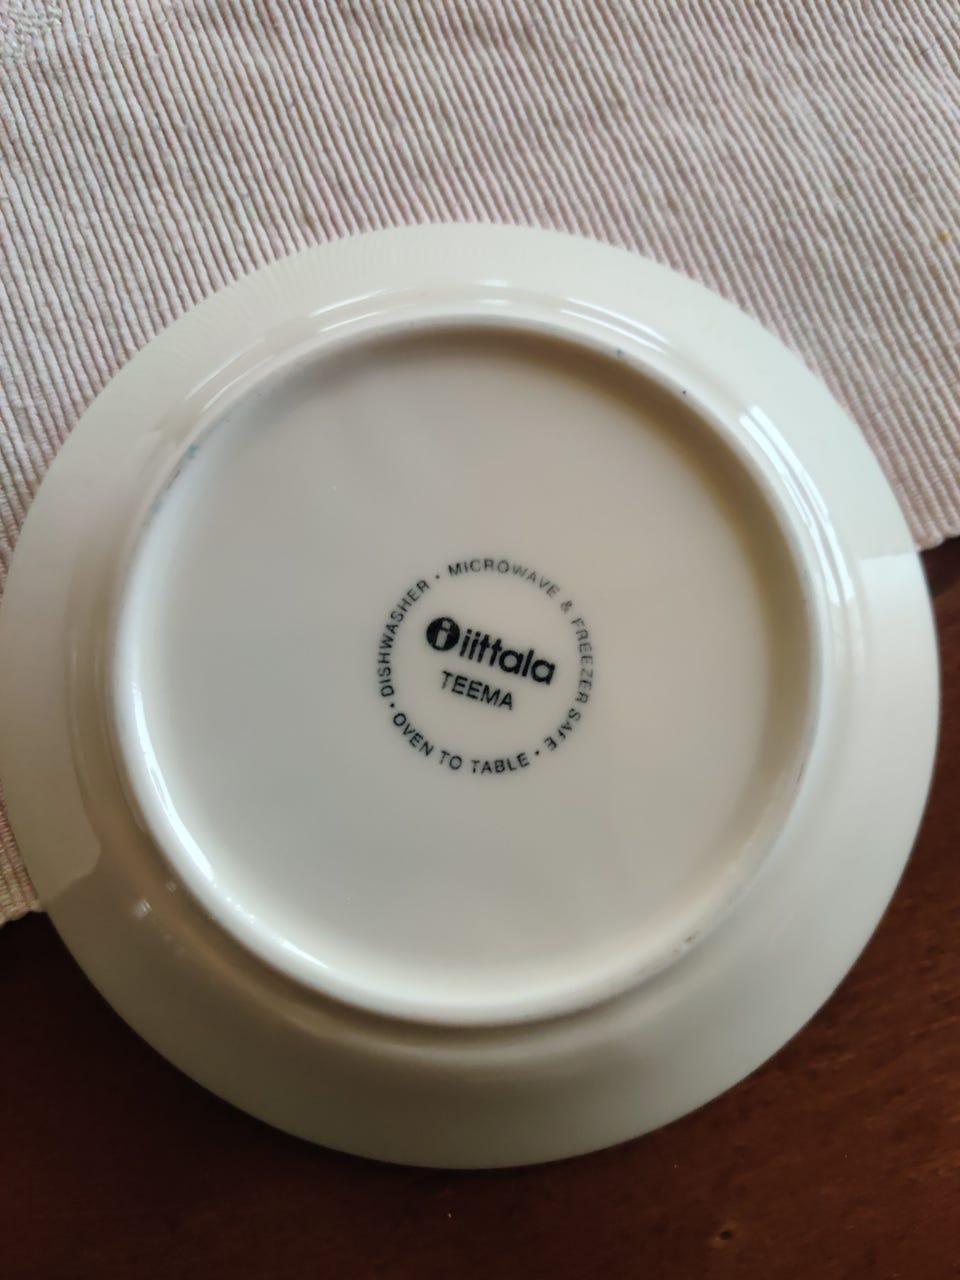 DISHWASHER • MICROWAVE & FREEZER SAFE • OVEN TO TABLE •
i iittala
TEEMA